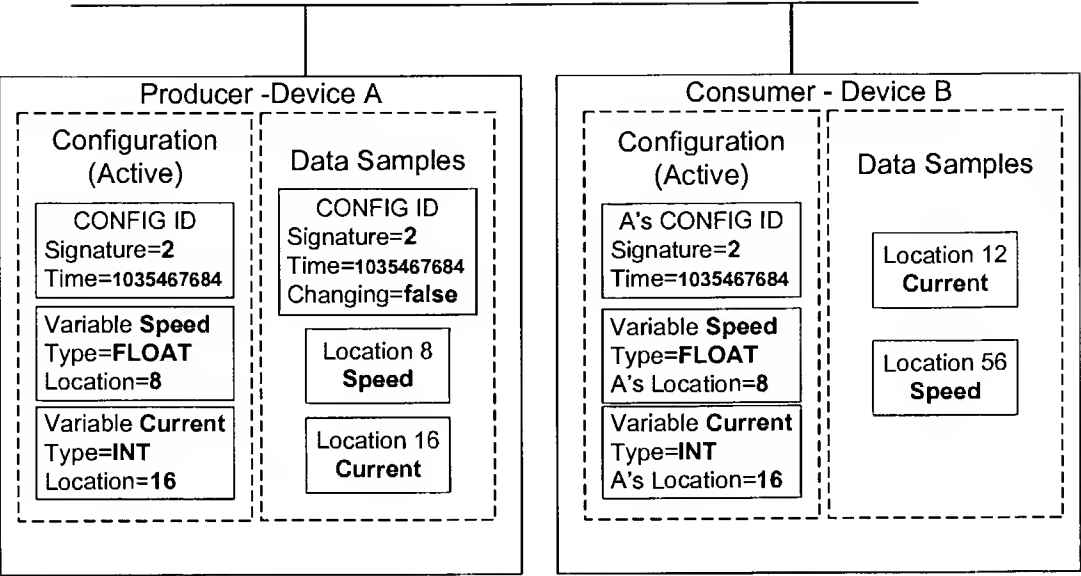 Producer -Device A
Configuration
(Active)
CONFIG ID
Signature=2
Time=1035467684
Variable Speed
Type=FLOAT
Location=8
Variable Current
Type=INT
Location=16
Data Samples
CONFIG ID
Signature=2
Time=1035467684
Changing=false
Location 8
Speed
Location 16
Current
Consumer - Device B
Configuration
(Active)
A's CONFIG ID
Signature=2
Time=1035467684
Variable Speed
Type=FLOAT
A's Location=8
Variable Current
Type=INT
A's Location=16
Data Samples
Location 12
Current
Location 56
Speed